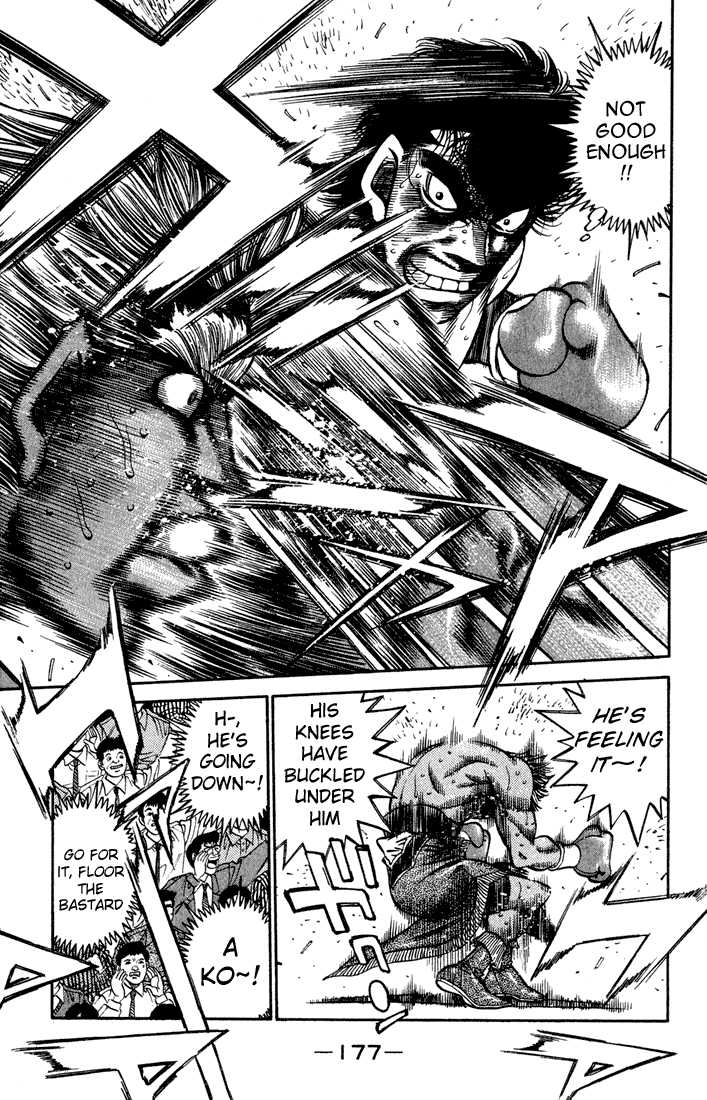 NOT
GOOD
ENOUGH
!!
HE'S
FEELING
IT~!
HIS
KNEES
HAVE
BUCKLED
UNDER
HIM
H-,
HE'S
GOING
DOWN~!
GO FOR
IT, FLOOR
THE
BASTARD
A
KO~!
—177—